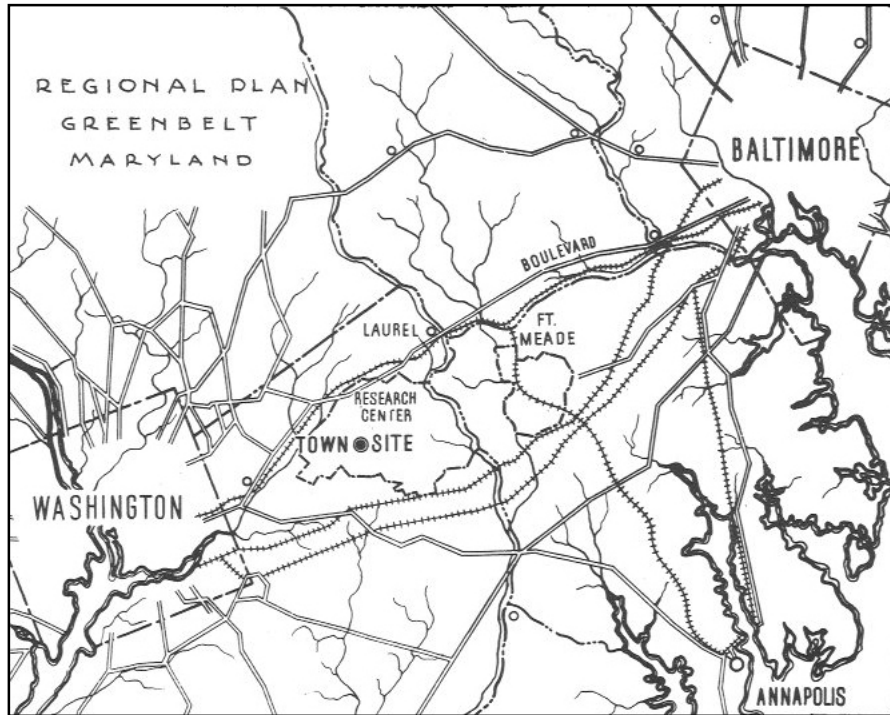 REGIONAL PLAN
GREENBELT
MARYLAND
BALTIMORE
BOULEVARD
LAUREL
FT.
MEADE
RESEARCH
CENTER
TOWN SITE
WASHINGTON
ANNAPOLIS